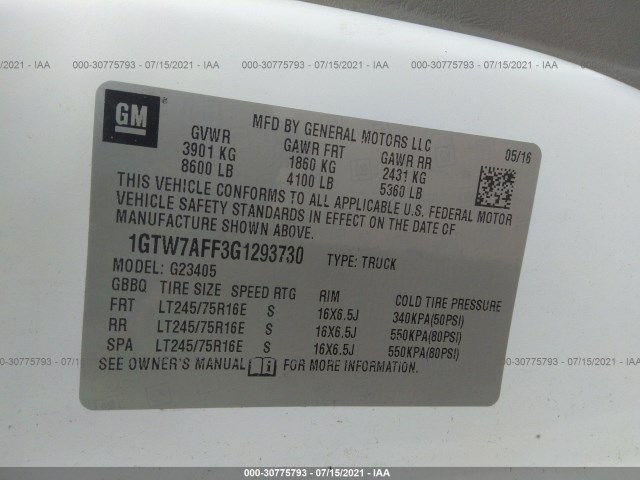 000-30775793 - 07/15/2021 - IAA
GM
MFD BY GENERAL MOTORS LLC
05/16
GVWR GAWR FRT GAWR RR
3901 KG 1860 KG 2431 KG
8600 LB 4100 LB 5360 LB
THIS VEHICLE CONFORMS TO ALL APPLICABLE U.S. FEDERAL MOTOR
VEHICLE SAFETY STANDARDS IN EFFECT ON THE DATE OF
MANUFACTURE SHOWN ABOVE.
1GTW7AFF3G1293730 TYPE: TRUCK
MODEL: G23405
GBBQ TIRE SIZE SPEED RTG RIM COLD TIRE PRESSURE
FRT LT245/75R16E S 16X6.5J 340KPA(50PSI)
RR LT245/75R16E S 16X6.5J 550KPA(80PSI)
SPA LT245/75R16E S 16X6.5J 550KPA(80PSI)
SEE OWNER'S MANUAL i FOR MORE INFORMATION.
000-30775793 - 07/15/2021 - IAA